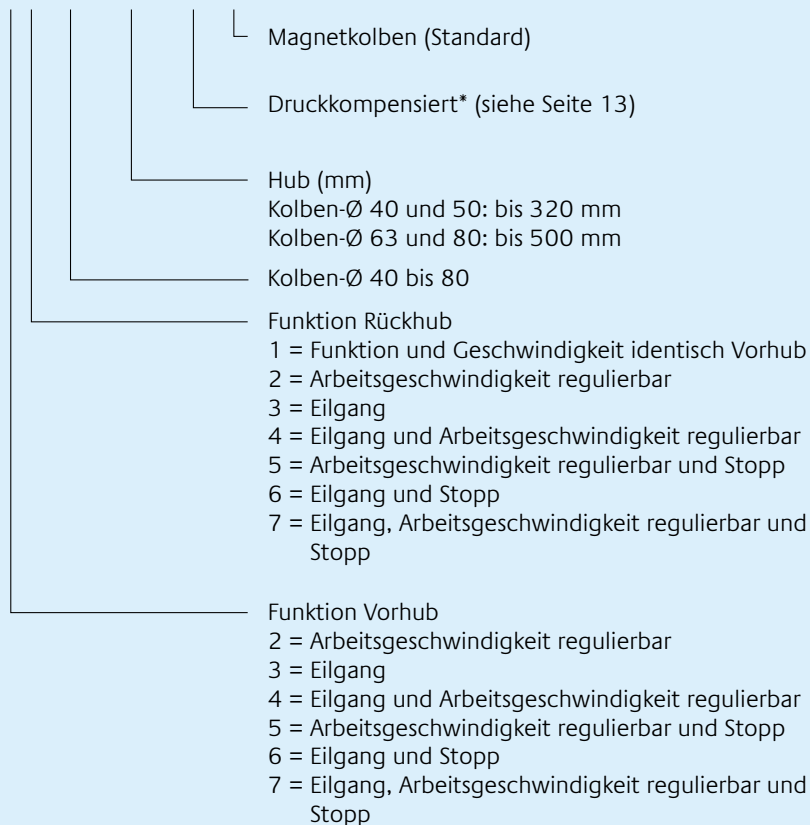 Magnetkolben (Standard)
Druckkompensiert* (siehe Seite 13)
Hub (mm)
Kolben-Ø 40 und 50: bis 320 mm
Kolben-Ø 63 und 80: bis 500 mm
Kolben-Ø 40 bis 80
Funktion Rückhub
1 = Funktion und Geschwindigkeit identisch Vorhub
2 = Arbeitsgeschwindigkeit regulierbar
3 = Eilgang
4 = Eilgang und Arbeitsgeschwindigkeit regulierbar
5 = Arbeitsgeschwindigkeit regulierbar und Stopp
6 = Eilgang und Stopp
7 = Eilgang, Arbeitsgeschwindigkeit regulierbar und
Stopp
Funktion Vorhub
2 = Arbeitsgeschwindigkeit regulierbar
3 = Eilgang
4 = Eilgang und Arbeitsgeschwindigkeit regulierbar
5 = Arbeitsgeschwindigkeit regulierbar und Stopp
6 = Eilgang und Stopp
7 = Eilgang, Arbeitsgeschwindigkeit regulierbar und
Stopp